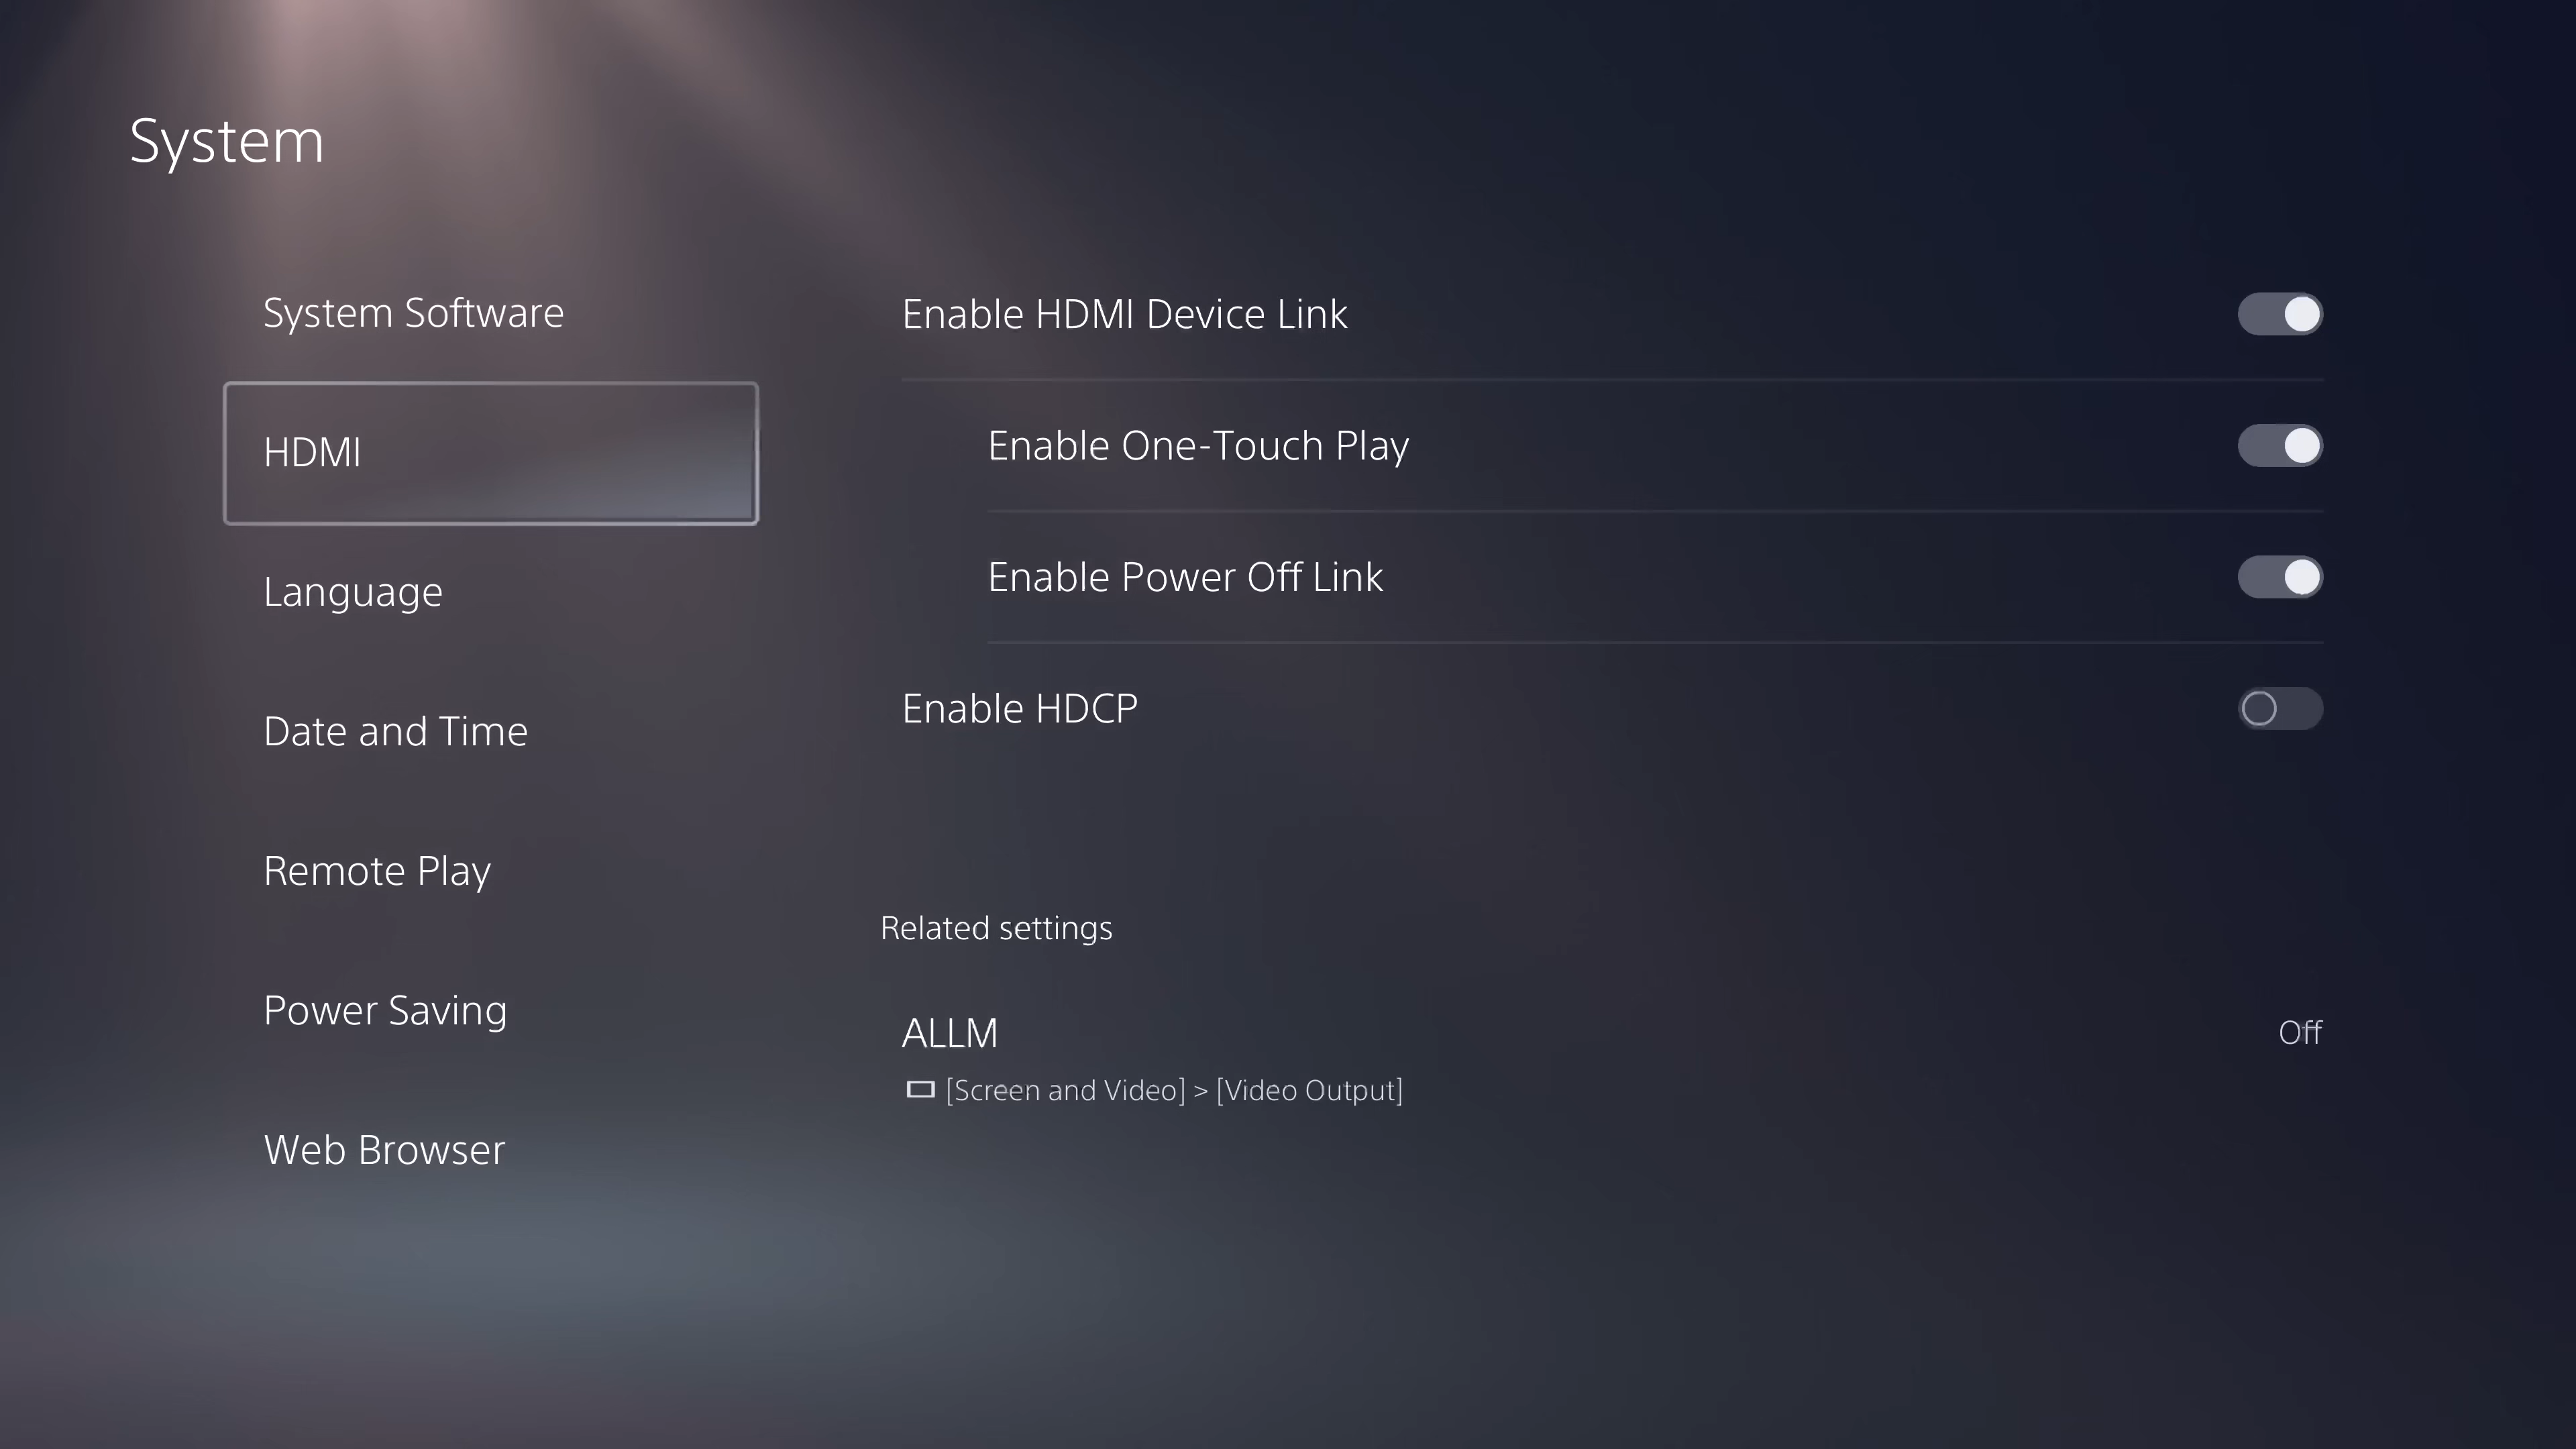 System
System Software
HDMI
Language
Date and Time
Remote Play
Power Saving
Web Browser
Enable HDMI Device Link
Enable One-Touch Play
Enable Power Off Link
Enable HDCP
Related settings
ALLM
Off
[Screen and Video] > [Video Output]